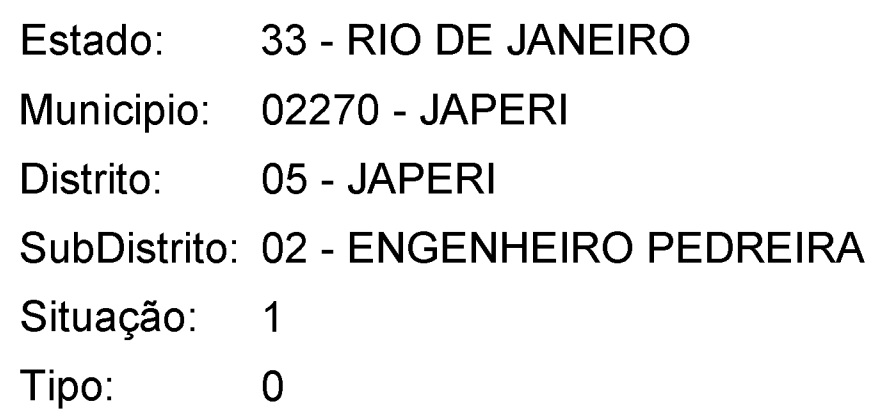 Estado: 33 - RIO DE JANEIRO
Municipio: 02270 - JAPERI
Distrito: 05 - JAPERI
SubDistrito: 02 - ENGENHEIRO PEDREIRA
Situação: 1
Tipo: 0